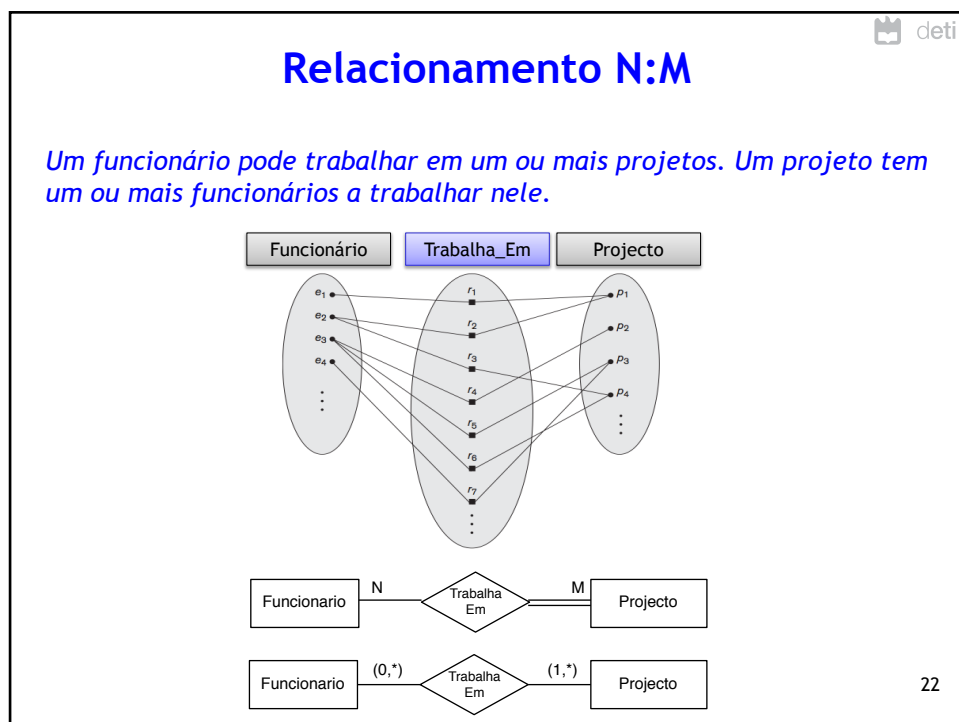 deti
Relacionamento N:M
Um funcionário pode trabalhar em um ou mais projetos. Um projeto tem
um ou mais funcionários a trabalhar nele.
Funcionário Trabalha_Em Projecto
e1 r1 p1
e2 r2 p2
e3 r3 p3
e4 r4 p4
r5
r6
r7
Funcionario N Trabalha M Projecto
Em
Funcionario (0,*) Trabalha (1,*) Projecto
Em
22